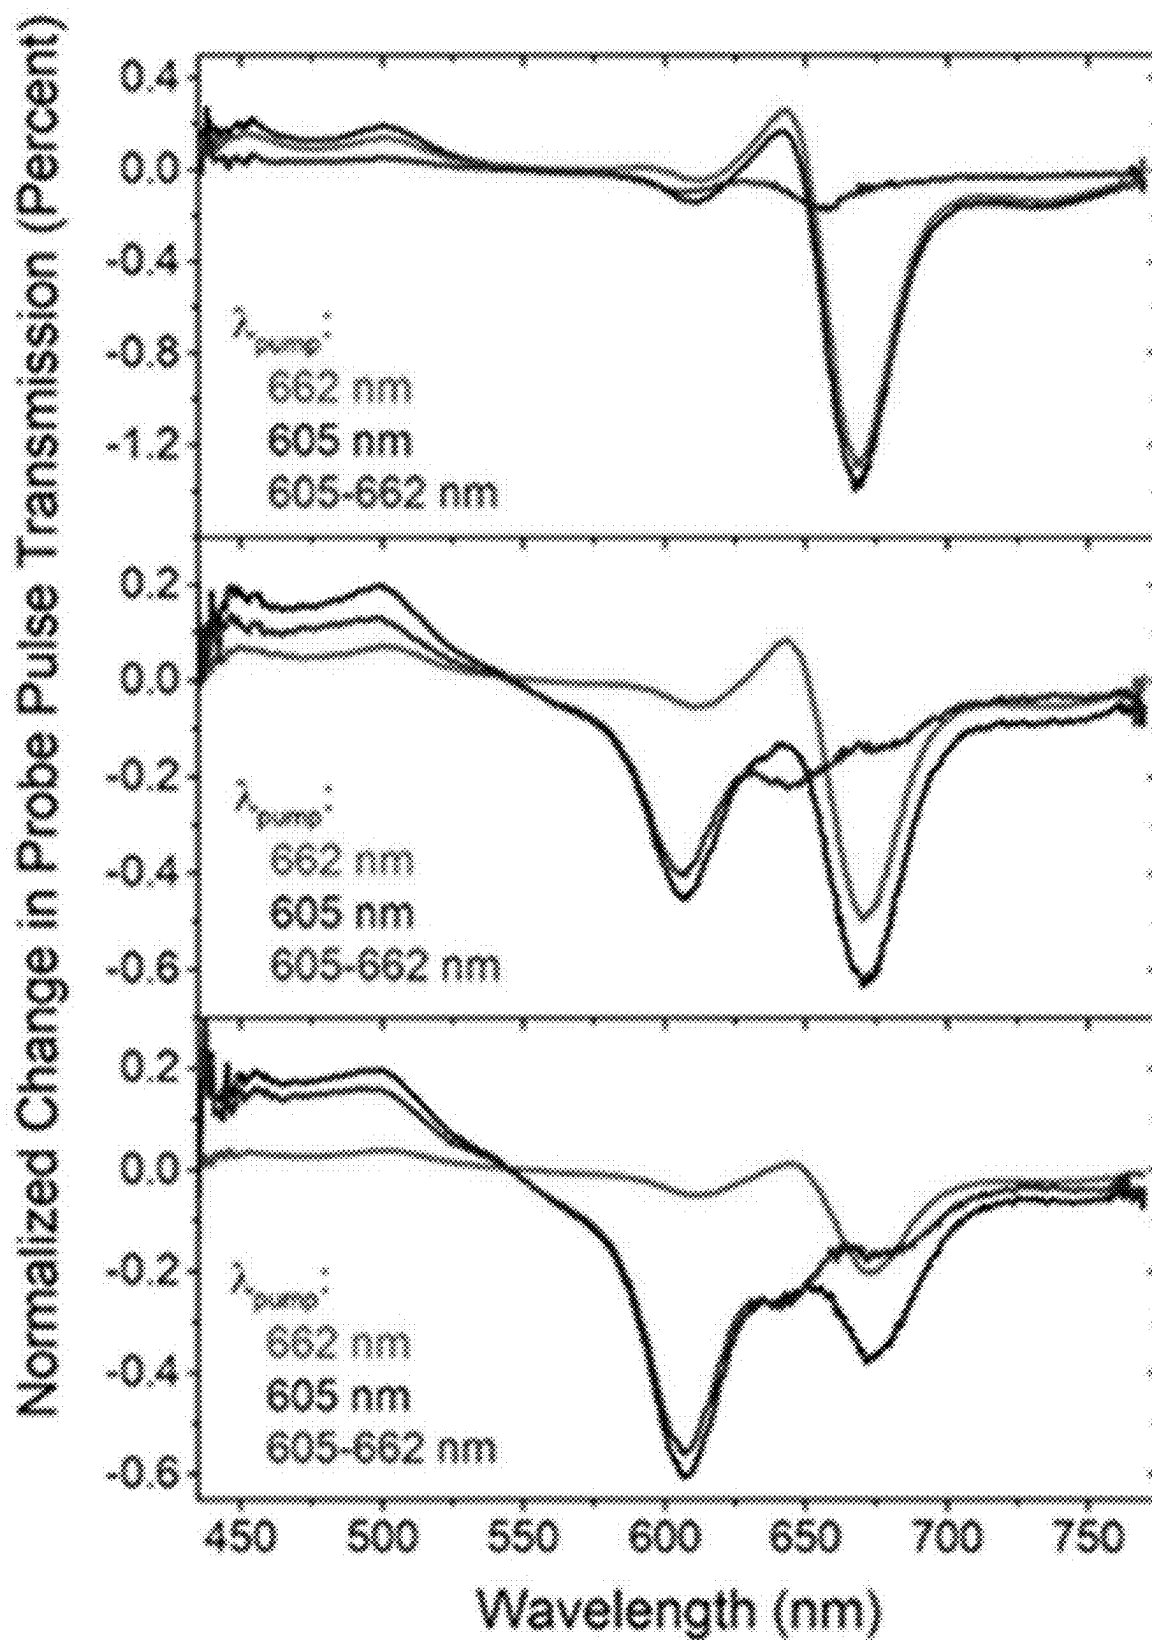 Normalized Change in Probe Pulse Transmission (Percent)
0.4
0.0
-0.4
-0.8
-1.2
λpump:
662 nm
605 nm
605-662 nm
0.2
0.0
-0.2
-0.4
-0.6
λpump:
662 nm
605 nm
605-662 nm
0.2
0.0
-0.2
-0.4
-0.6
λpump:
662 nm
605 nm
605-662 nm
450 500 550 600 650 700 750
Wavelength (nm)